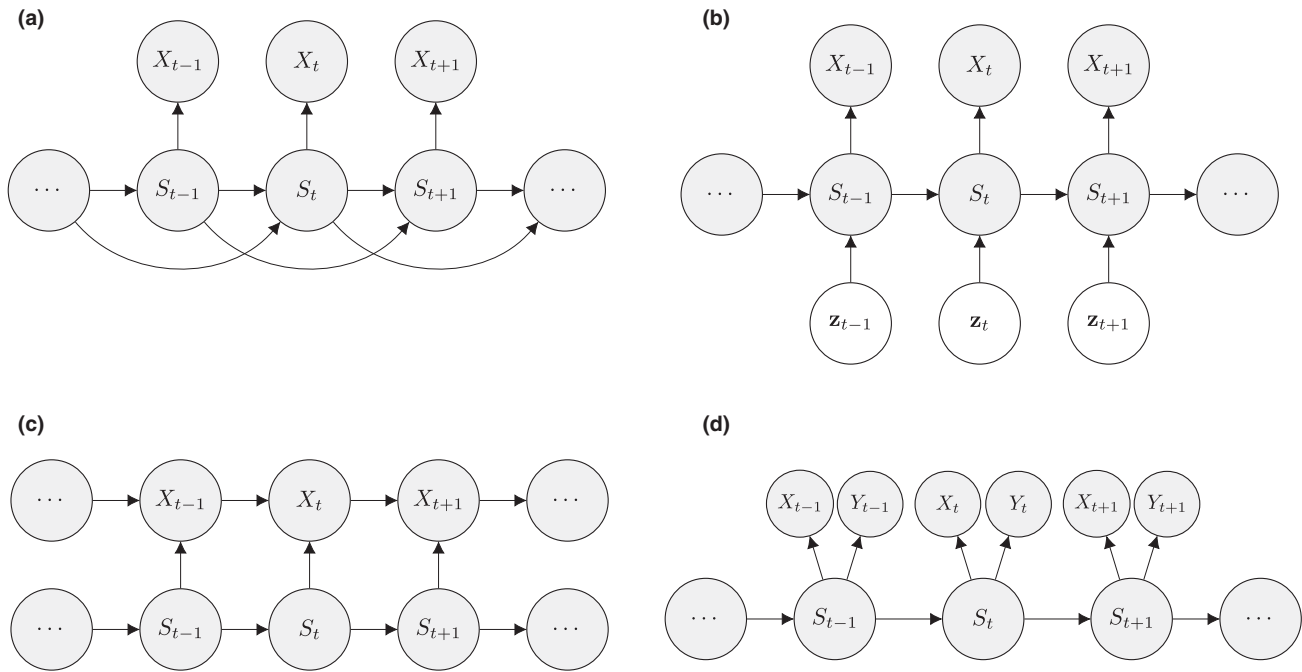 (a)
X_{t−1} X_t X_{t+1}
⋯ S_{t−1} S_t S_{t+1} ⋯
(b)
X_{t−1} X_t X_{t+1}
⋯ S_{t−1} S_t S_{t+1} ⋯
z_{t−1} z_t z_{t+1}
(c)
⋯ X_{t−1} X_t X_{t+1} ⋯
⋯ S_{t−1} S_t S_{t+1} ⋯
(d)
X_{t−1} Y_{t−1} X_t Y_t X_{t+1} Y_{t+1}
⋯ S_{t−1} S_t S_{t+1} ⋯